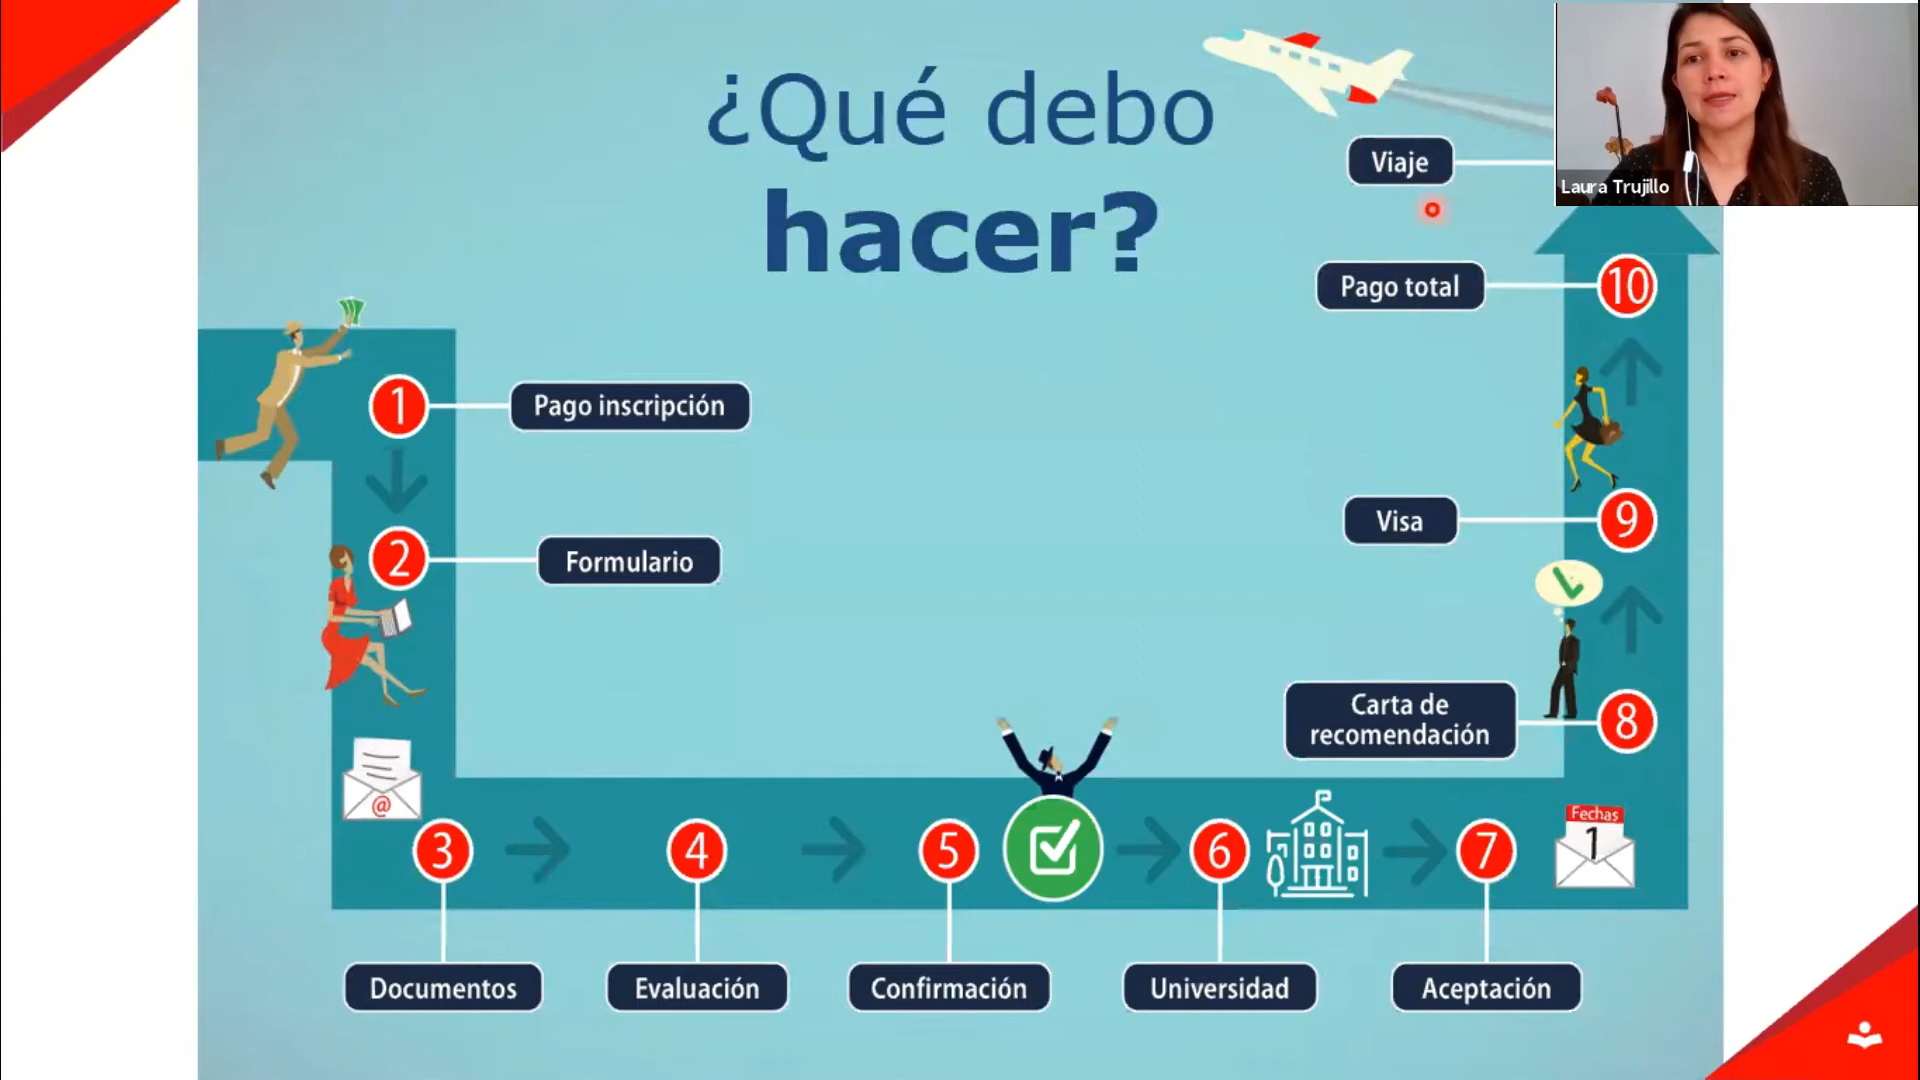 ¿Qué debo
hacer?
Laura Trujillo
1
Pago inscripción
2
Formulario
@
3
Documentos
4
Evaluación
5
Confirmación
6
Universidad
7
Aceptación
Fechas
1
8
Carta de
recomendación
9
Visa
10
Pago total
Viaje